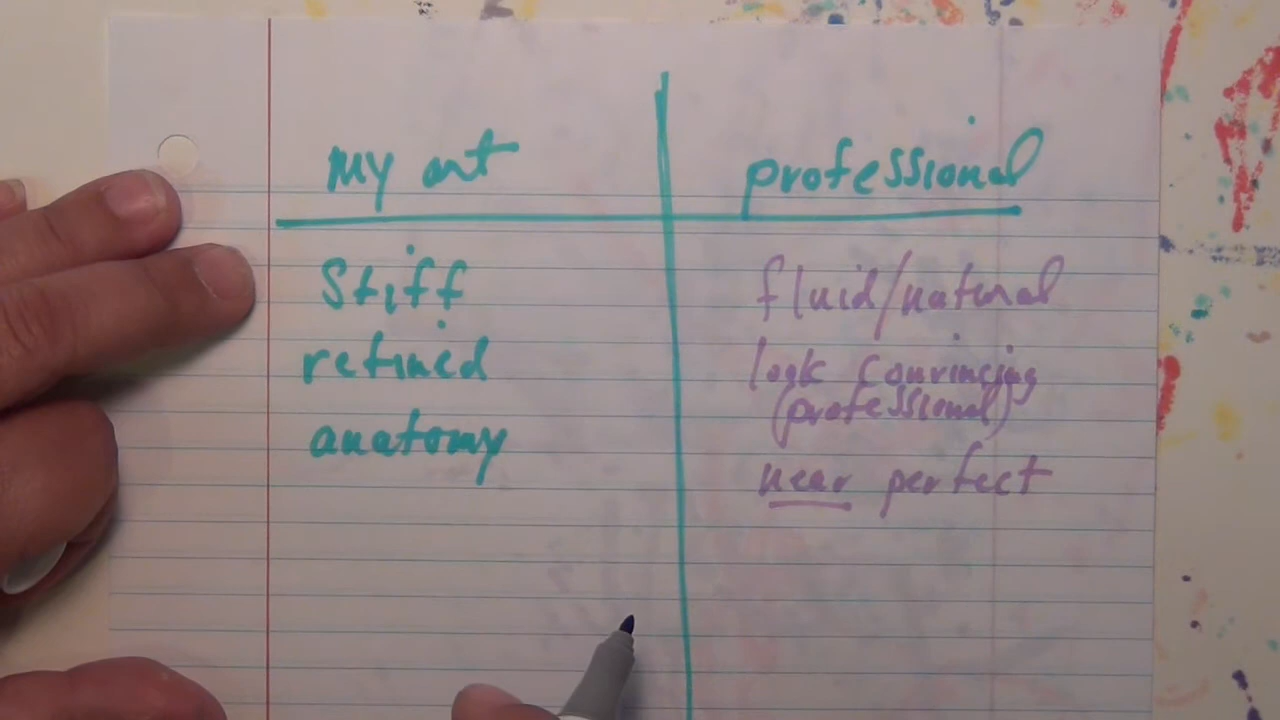 my art
professional
Stiff
fluid/natural
refined
look convincing
(professional)
anatomy
near perfect